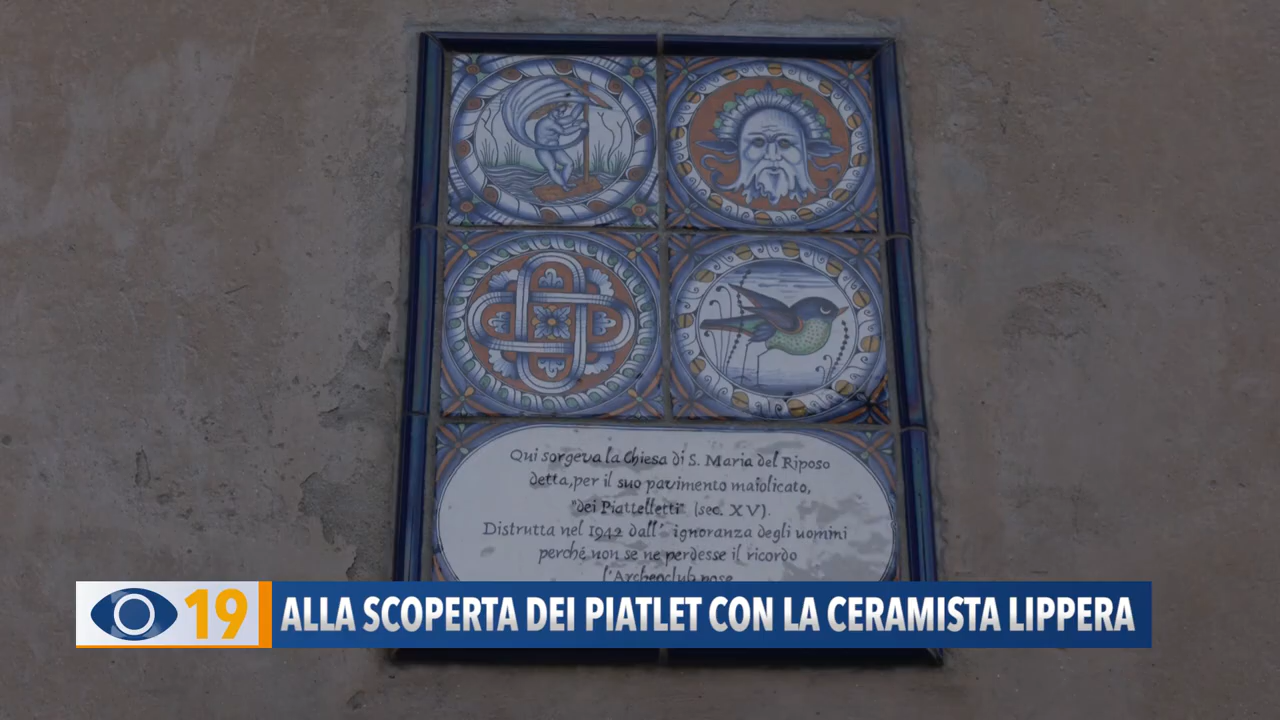 Qui sorgeva la Chiesa di S. Maria del Riposo
detta, per il suo pavimento maiolicato,
"dei Piattelletti" (sec. XV).
Distrutta nel 1942 dall' ignoranza degli uomini
perché non se ne perdesse il ricordo
l'Archeoclub pose
19 ALLA SCOPERTA DEI PIATLET CON LA CERAMISTA LIPPERA